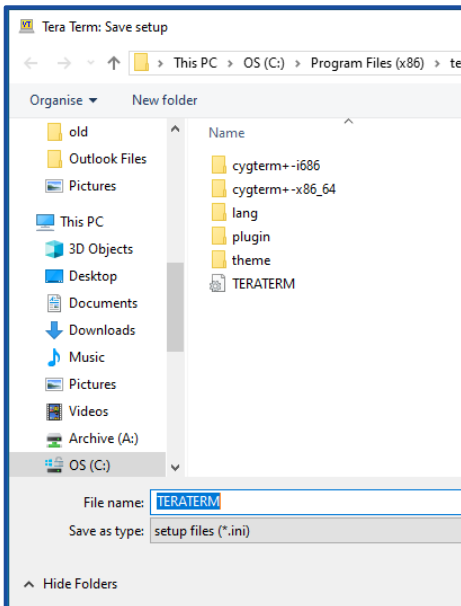 VT Tera Term: Save setup
This PC > OS (C:) > Program Files (x86) > te
Organise New folder
old
Outlook Files
Pictures
This PC
3D Objects
Desktop
Documents
Downloads
Music
Pictures
Videos
Archive (A:)
OS (C:)
Name
cygterm+-i686
cygterm+-x86_64
lang
plugin
theme
TERATERM
File name: TERATERM
Save as type: setup files (*.ini)
Hide Folders